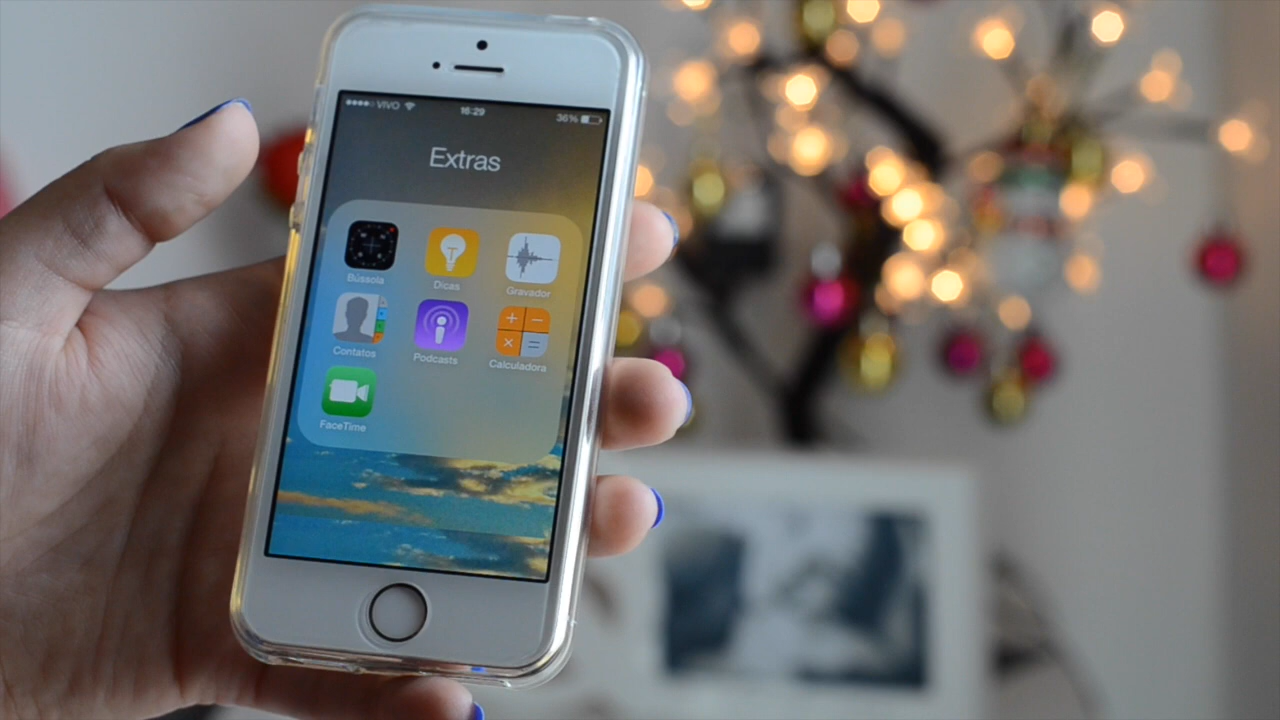 VIVO 16:29 36%
Extras
Bússola Dicas Gravador
Contatos Podcasts Calculadora
FaceTime